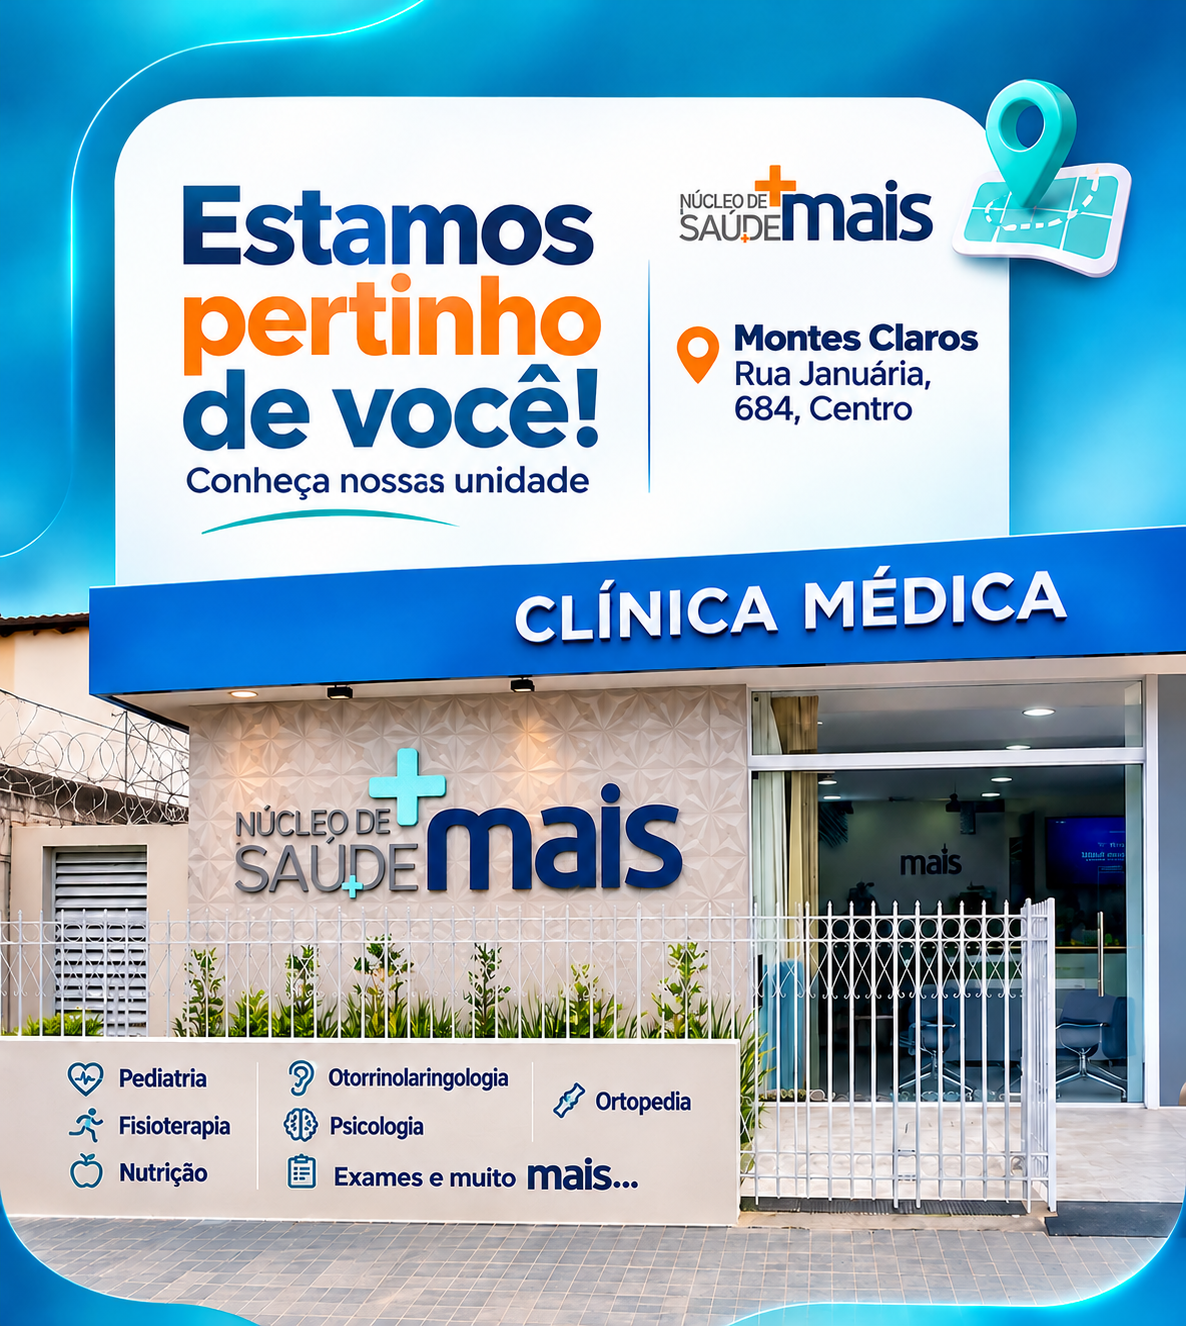 Estamos
pertinho
de você!
Conheça nossas unidade
NÚCLEO DE
SAÚDE mais
Montes Claros
Rua Januária,
684, Centro
CLÍNICA MÉDICA
NÚCLEO DE
SAÚDE mais
mais
Pediatria
Fisioterapia
Nutrição
Otorrinolaringologia
Psicologia
Exames e muito mais...
Ortopedia